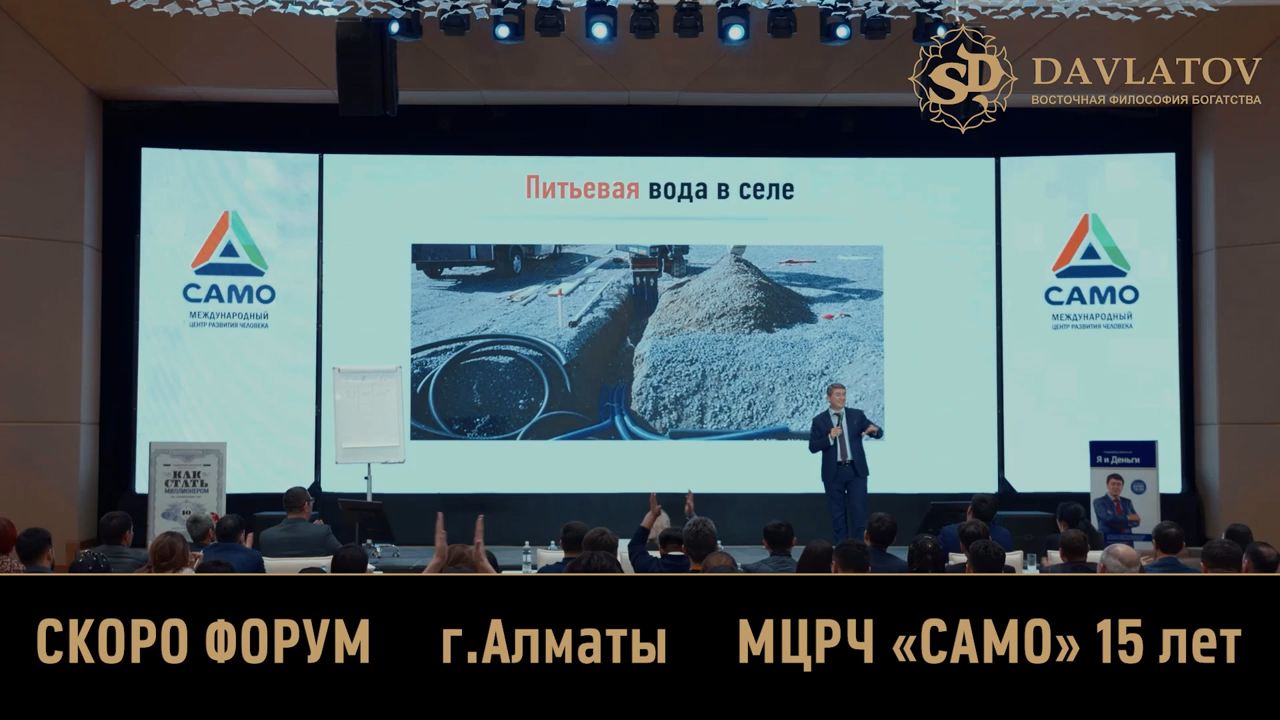 DAVLATOV
ВОСТОЧНАЯ ФИЛОСОФИЯ БОГАТСТВА
Питьевая вода в селе
САМО
МЕЖДУНАРОДНЫЙ
ЦЕНТР РАЗВИТИЯ ЧЕЛОВЕКА
САМО
МЕЖДУНАРОДНЫЙ
ЦЕНТР РАЗВИТИЯ ЧЕЛОВЕКА
КАК
СТАТЬ
МИЛЛИОНЕРОМ
Я и Деньги
СКОРО ФОРУМ г.Алматы МЦРЧ «САМО» 15 лет